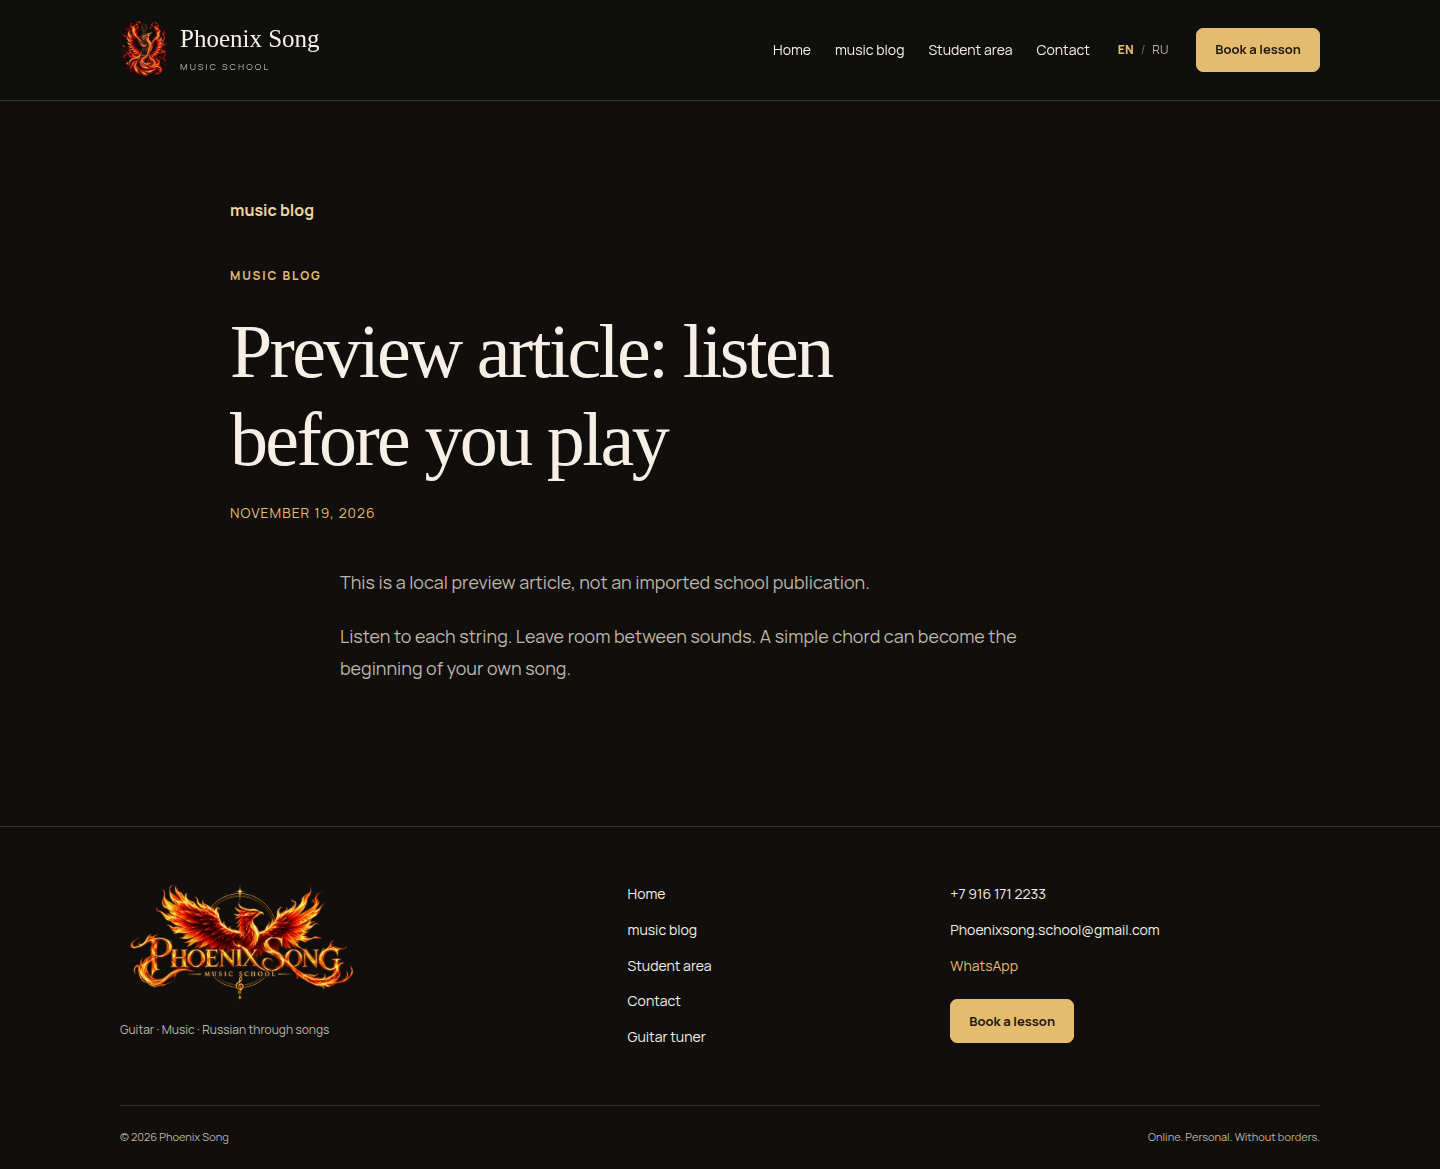 Phoenix Song
MUSIC SCHOOL
Home
music blog
Student area
Contact
EN / RU
Book a lesson
music blog
MUSIC BLOG
Preview article: listen
before you play
NOVEMBER 19, 2026
This is a local preview article, not an imported school publication.
Listen to each string. Leave room between sounds. A simple chord can become the
beginning of your own song.
PHOENIX SONG
MUSIC SCHOOL
Guitar · Music · Russian through songs
Home
music blog
Student area
Contact
Guitar tuner
+7 916 171 2233
Phoenixsong.school@gmail.com
WhatsApp
Book a lesson
© 2026 Phoenix Song
Online. Personal. Without borders.